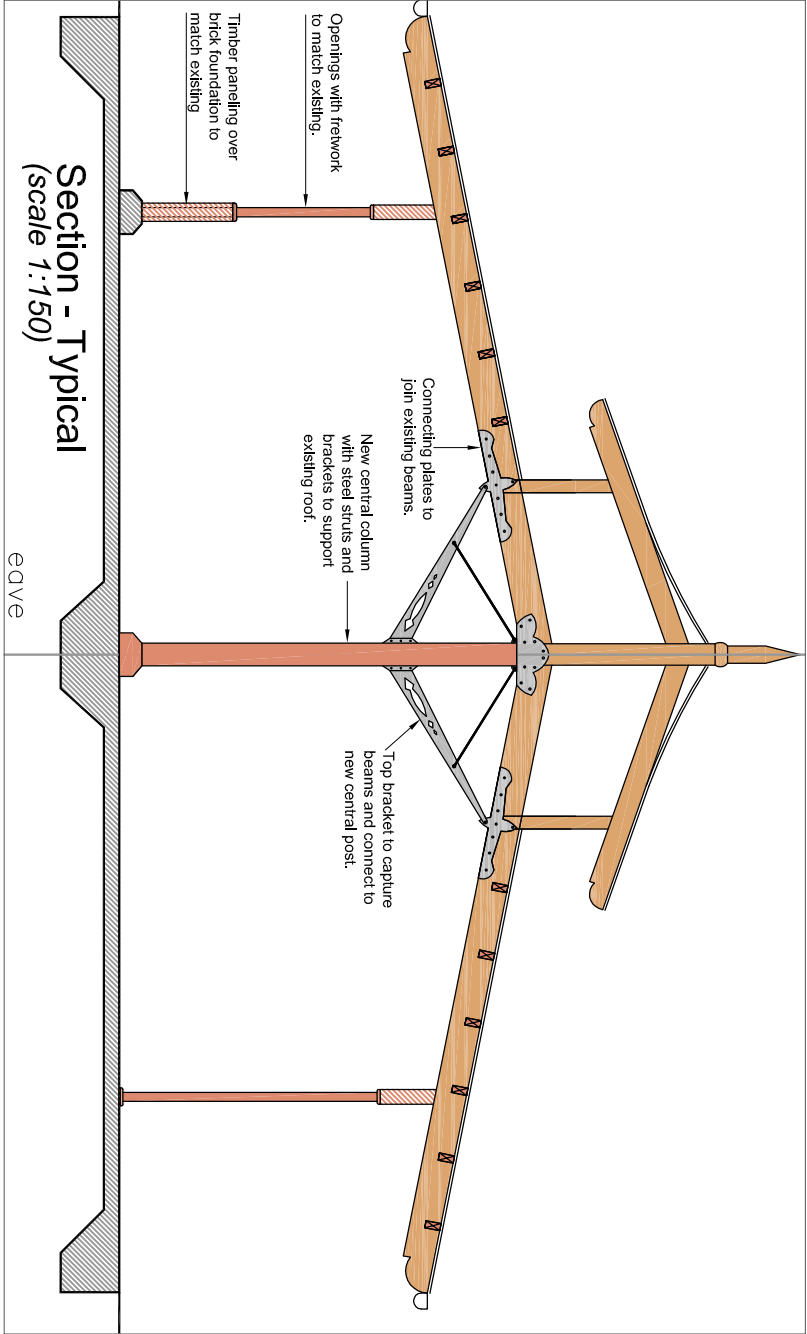 Openings with fretwork
to match existing.
Timber paneling over
brick foundation to
match existing
Connecting plates to
join existing beams.
New central column
with steel struts and
brackets to support
existing roof.
Top bracket to capture
beams and connect to
new central post.
Section - Typical
(scale 1:150)
eave